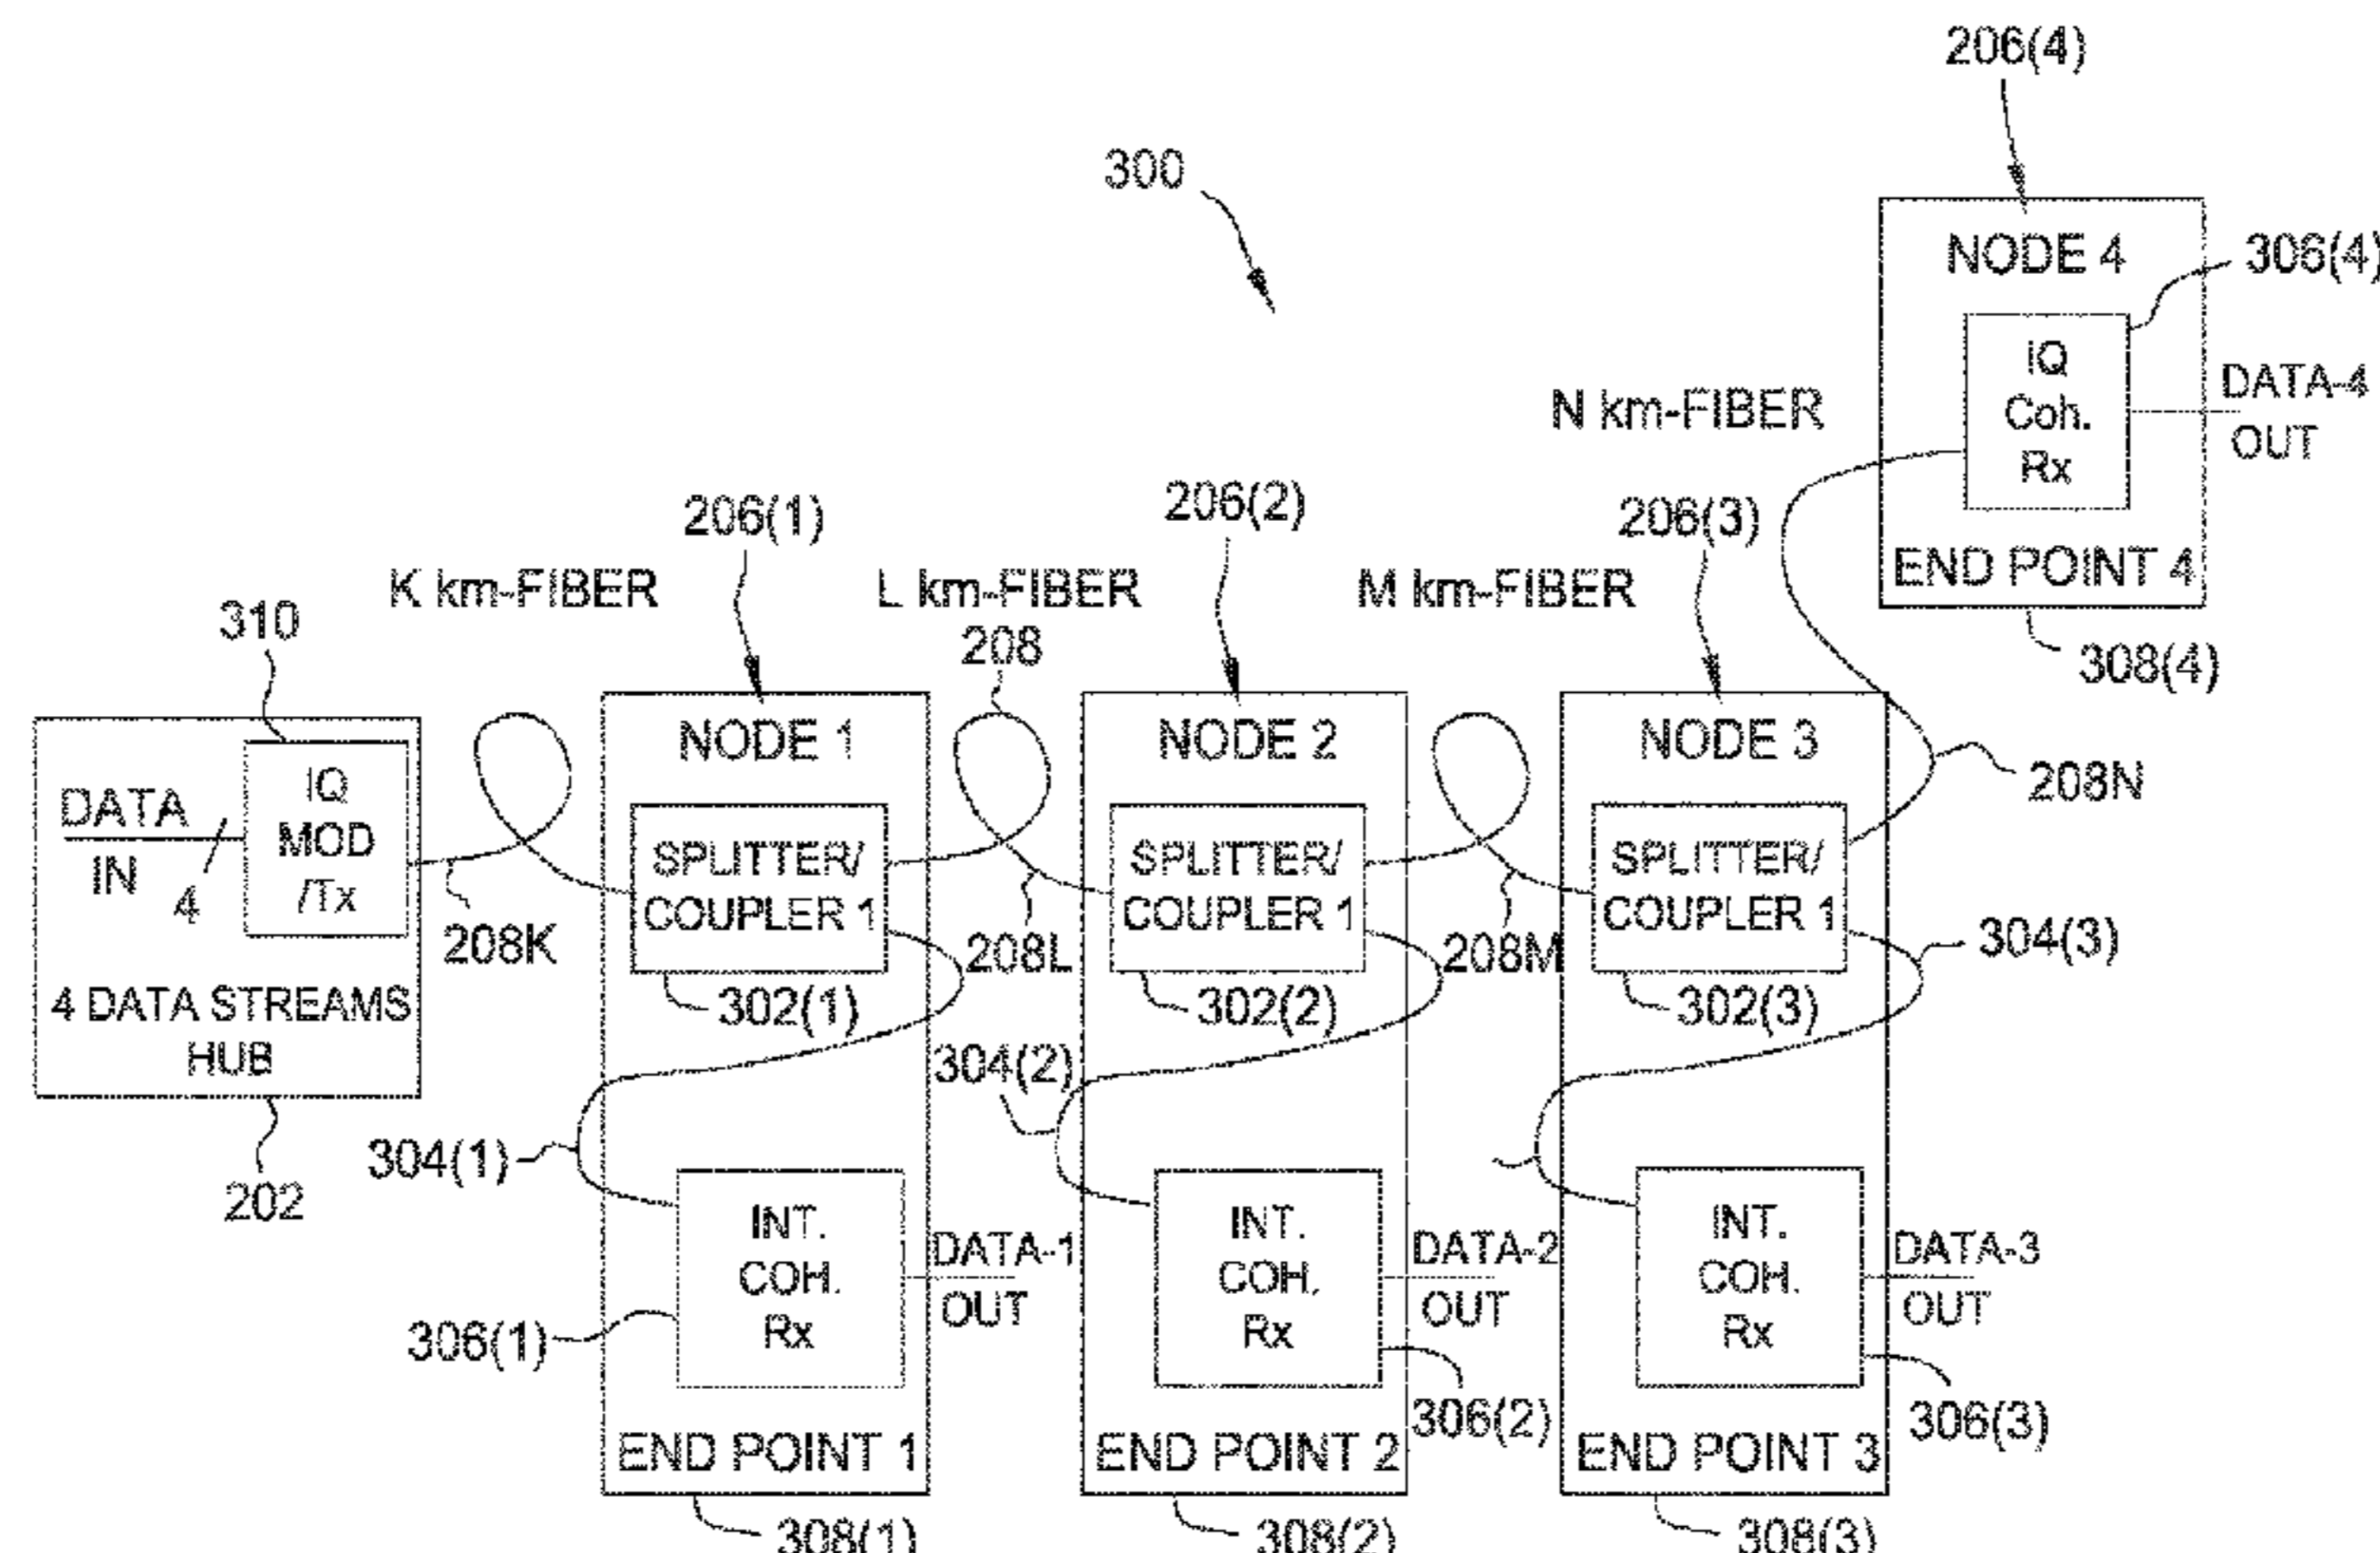 206(4)
300
NODE 4
306(4)
IQ
Coh.
Rx
DATA-4
OUT
END POINT 4
308(4)
N km-FIBER
206(1)
206(2)
206(3)
K km-FIBER
L km-FIBER
M km-FIBER
208
310
DATA
IN
4
IQ
MOD
/Tx
4 DATA STREAMS
HUB
202
208K
NODE 1
SPLITTER/
COUPLER 1
302(1)
304(1)
INT.
COH.
Rx
DATA-1
OUT
306(1)
END POINT 1
308(1)
208L
NODE 2
SPLITTER/
COUPLER 1
302(2)
304(2)
INT.
COH.
Rx
DATA-2
OUT
306(2)
END POINT 2
308(2)
208M
NODE 3
SPLITTER/
COUPLER 1
208N
302(3)
304(3)
INT.
COH.
Rx
DATA-3
OUT
306(3)
END POINT 3
308(3)